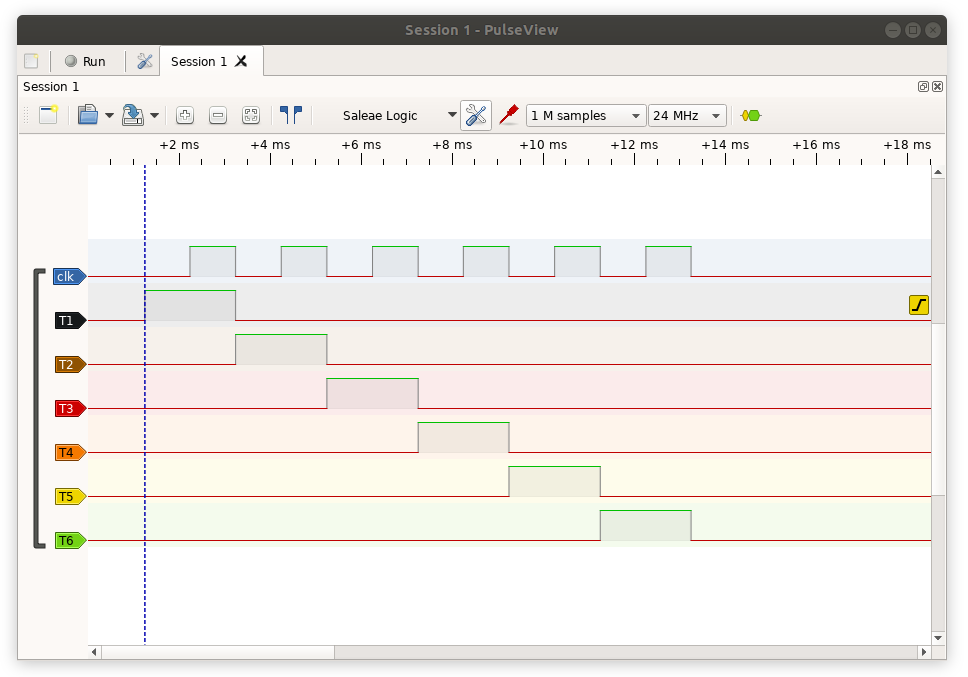 Session 1 - PulseView
Run
Session 1
Session 1
Saleae Logic
1 M samples
24 MHz
+2 ms +4 ms +6 ms +8 ms +10 ms +12 ms +14 ms +16 ms +18 ms
clk
T1
T2
T3
T4
T5
T6